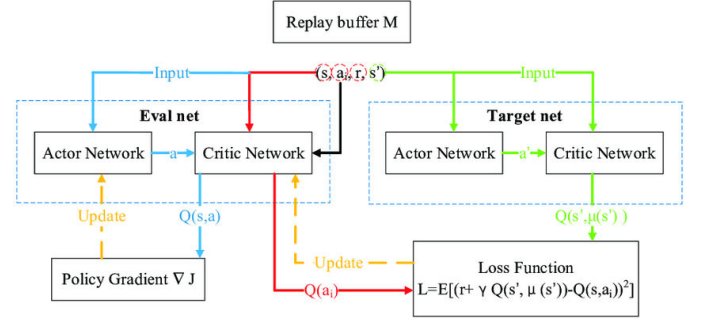 Replay buffer M
(s, aᵢ, r, s')
Input
Input
Eval net
Target net
Actor Network
a
Critic Network
Actor Network
a'
Critic Network
Update
Q(s,a)
Q(s',μ(s') )
Update
Policy Gradient ∇ J
Q(aᵢ)
Loss Function
L=E[(r+ γ Q(s', μ (s'))-Q(s,aᵢ))²]